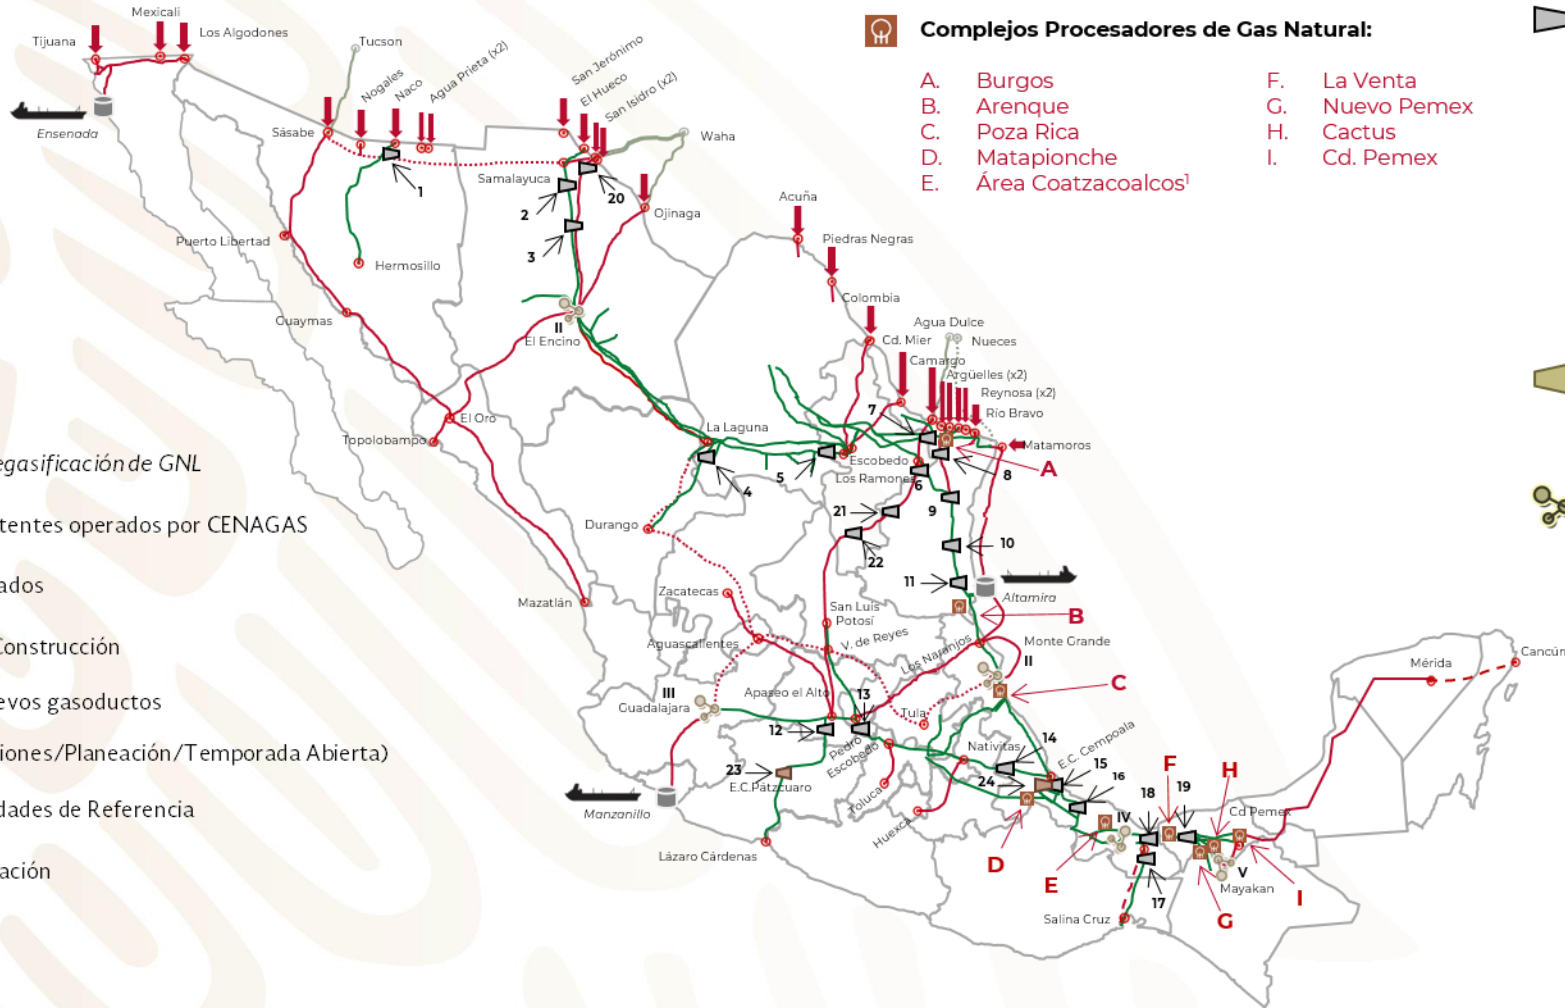 Mexicali
Tijuana
Los Algodones
Ensenada
Tucson
Nogales
Naco
Agua Prieta (x2)
Sásabe
San Jerónimo
El Hueco
San Isidro (x2)
Waha
Samalayuca
1
2
20
3
Ojinaga
Puerto Libertad
Hermosillo
Guaymas
II
El Encino
El Oro
Topolobampo
Acuña
Piedras Negras
Colombia
Cd. Mier
Agua Dulce
Nueces
Camargo
Argüelles (x2)
Reynosa (x2)
Río Bravo
Matamoros
7
La Laguna
Escobedo
Los Ramones
A
4
5
6
8
9
10
11
21
22
Durango
Mazatlán
Zacatecas
Aguascalientes
San Luis
Potosí
V. de Reyes
Los Naranjos
Altamira
B
Monte Grande
II
C
III
Guadalajara
Apaseo el Alto
13
12
Tula
Pedro
Escobedo
23
E.C.Pátzcuaro
Manzanillo
Toluca
Lázaro Cárdenas
Huexca
Nativitas
14
E.C. Cempoala
24
15
16
D
E
IV
18
F
19
H
Cd Pemex
17
Salina Cruz
V
Mayakan
G
I
Mérida
Cancún
Complejos Procesadores de Gas Natural:
A. Burgos
B. Arenque
C. Poza Rica
D. Matapionche
E. Área Coatzacoalcos¹
F. La Venta
G. Nuevo Pemex
H. Cactus
I. Cd. Pemex
egasificación de GNL
tentes operados por CENAGAS
ados
Construcción
evos gasoductos
iones/Planeación/Temporada Abierta)
dades de Referencia
ación